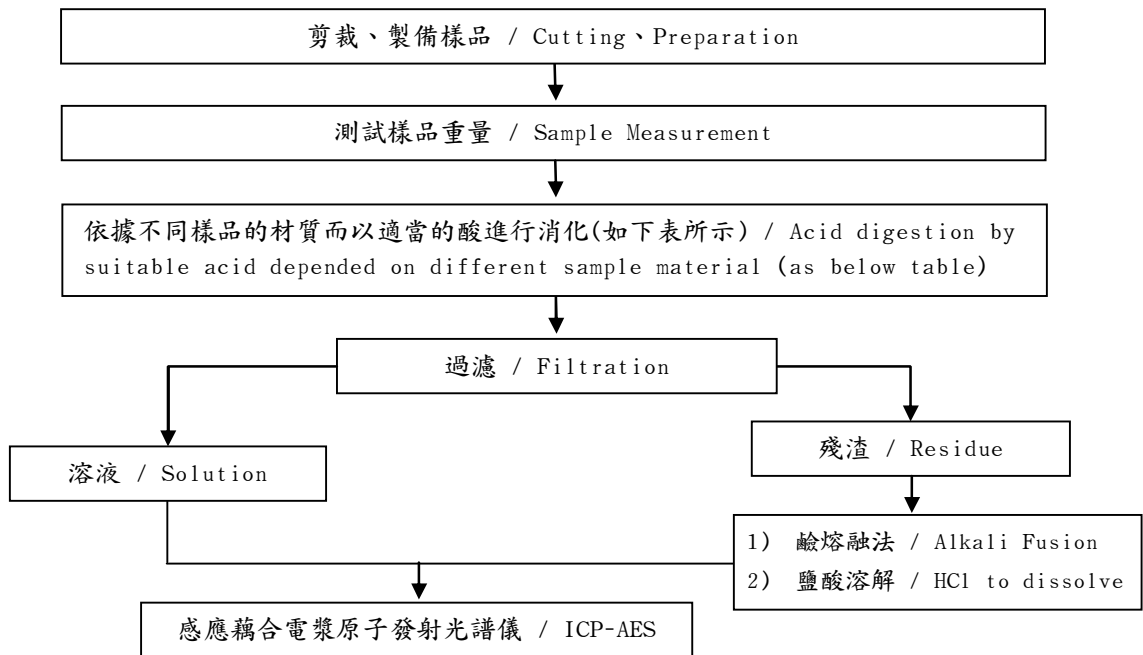 剪裁、製備樣品 / Cutting、Preparation
測試樣品重量 / Sample Measurement
依據不同樣品的材質而以適當的酸進行消化(如下表所示) / Acid digestion by
suitable acid depended on different sample material (as below table)
過濾 / Filtration
溶液 / Solution
殘渣 / Residue
1) 鹼熔融法 / Alkali Fusion
2) 鹽酸溶解 / HCl to dissolve
感應藕合電漿原子發射光譜儀 / ICP-AES